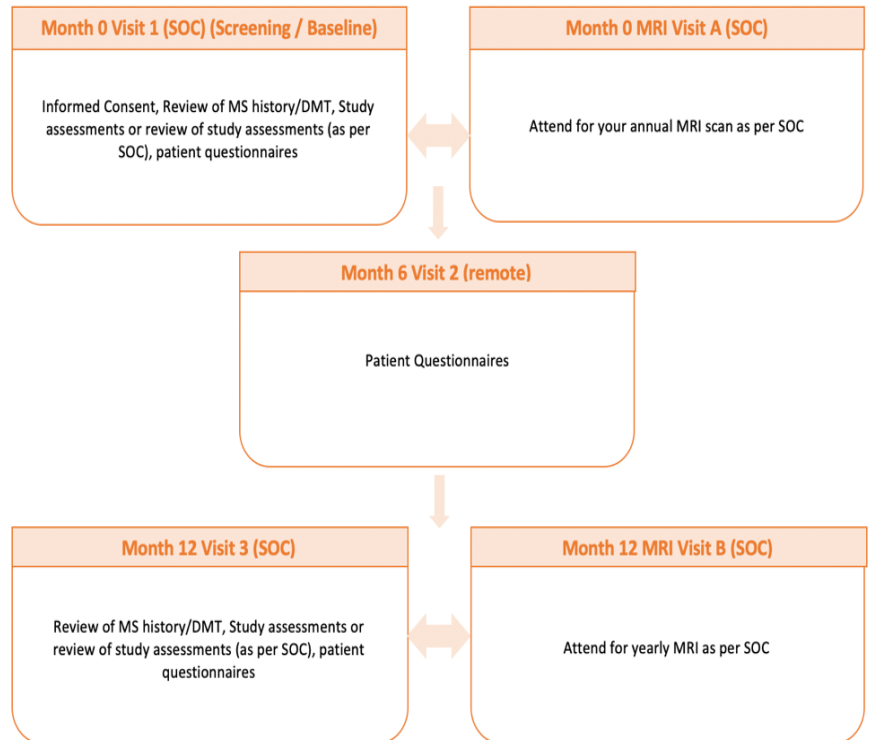 Month 0 Visit 1 (SOC) (Screening / Baseline)
Informed Consent, Review of MS history/DMT, Study
assessments or review of study assessments (as per
SOC), patient questionnaires
Month 0 MRI Visit A (SOC)
Attend for your annual MRI scan as per SOC
Month 6 Visit 2 (remote)
Patient Questionnaires
Month 12 Visit 3 (SOC)
Review of MS history/DMT, Study assessments or
review of study assessments (as per SOC), patient
questionnaires
Month 12 MRI Visit B (SOC)
Attend for yearly MRI as per SOC